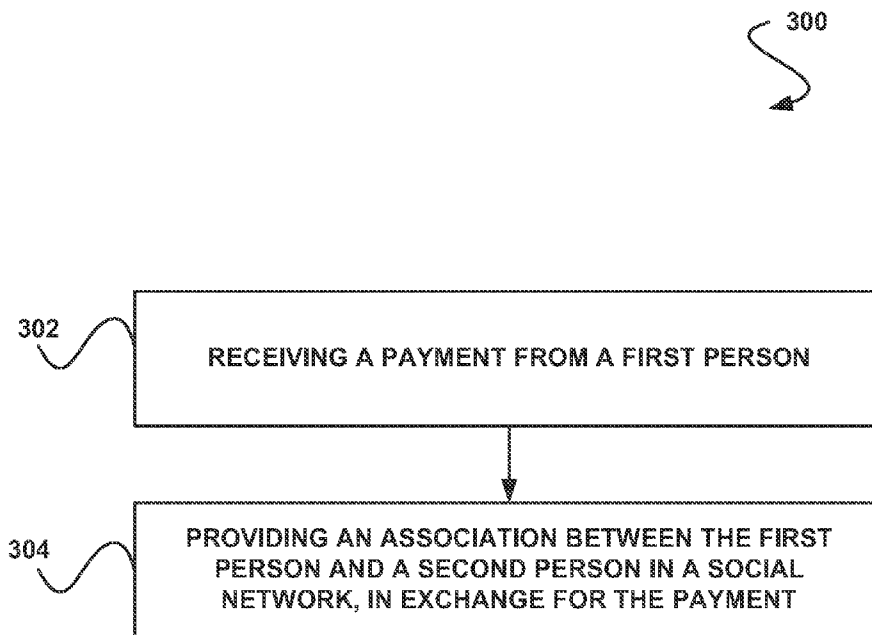 300
302
RECEIVING A PAYMENT FROM A FIRST PERSON
304
PROVIDING AN ASSOCIATION BETWEEN THE FIRST
PERSON AND A SECOND PERSON IN A SOCIAL
NETWORK, IN EXCHANGE FOR THE PAYMENT